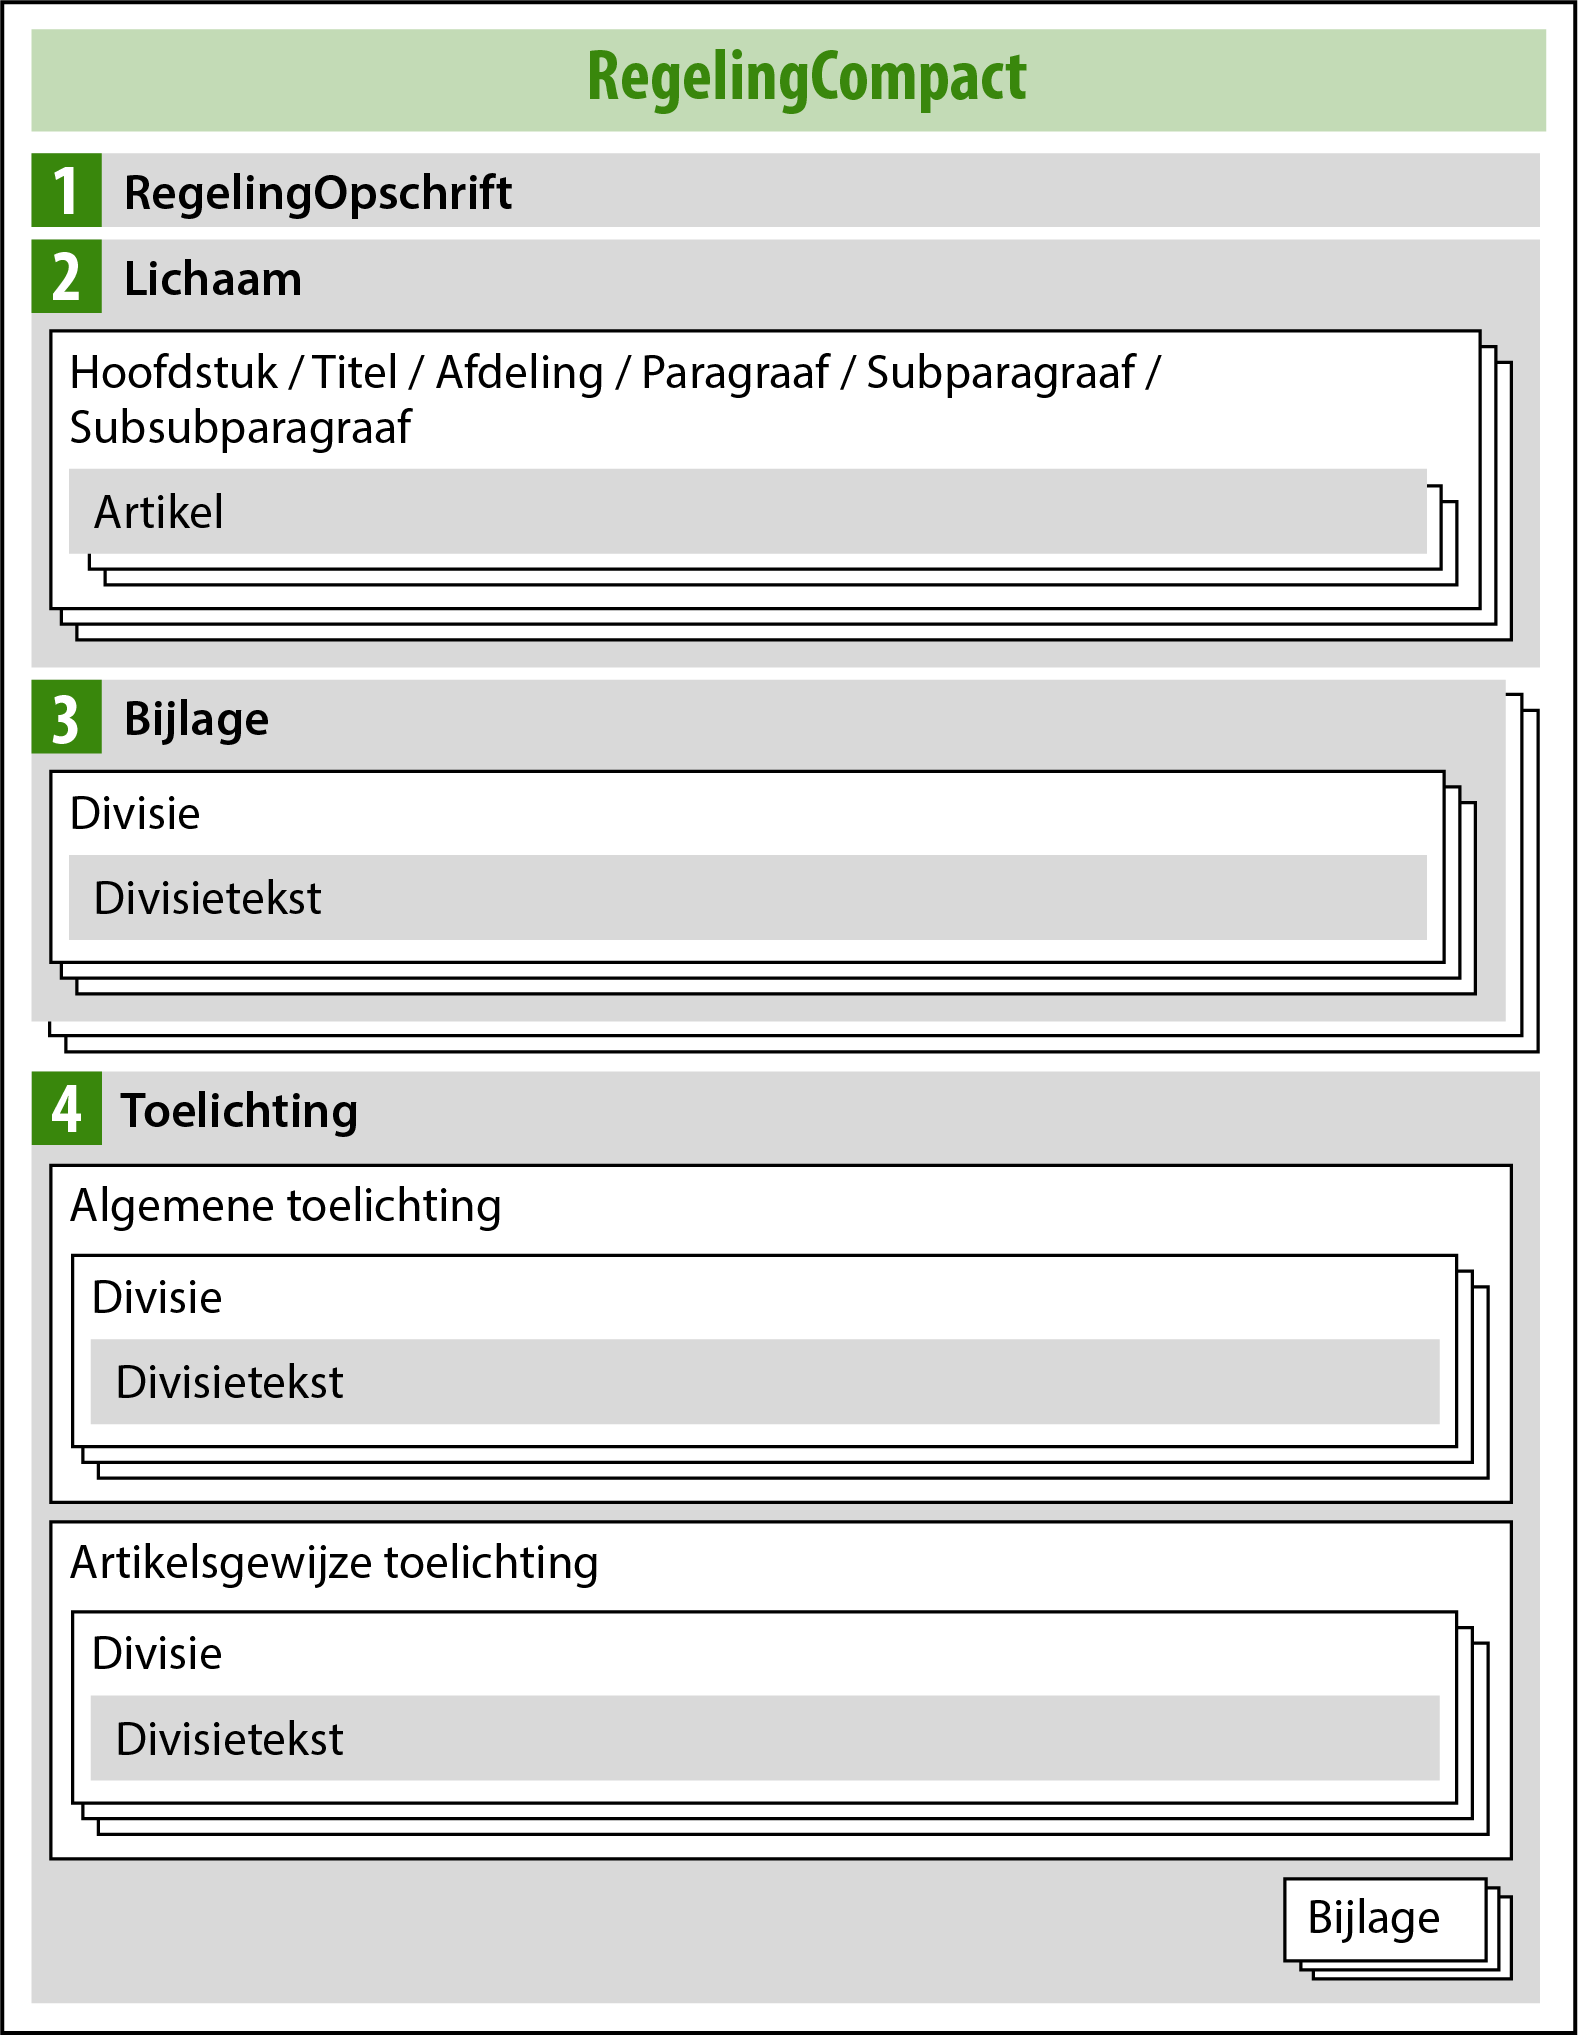 RegelingCompact
1 RegelingOpschrift
2 Lichaam
Hoofdstuk / Titel / Afdeling / Paragraaf / Subparagraaf /
Subsubparagraaf
Artikel
3 Bijlage
Divisie
Divisietekst
4 Toelichting
Algemene toelichting
Divisie
Divisietekst
Artikelsgewijze toelichting
Divisie
Divisietekst
Bijlage